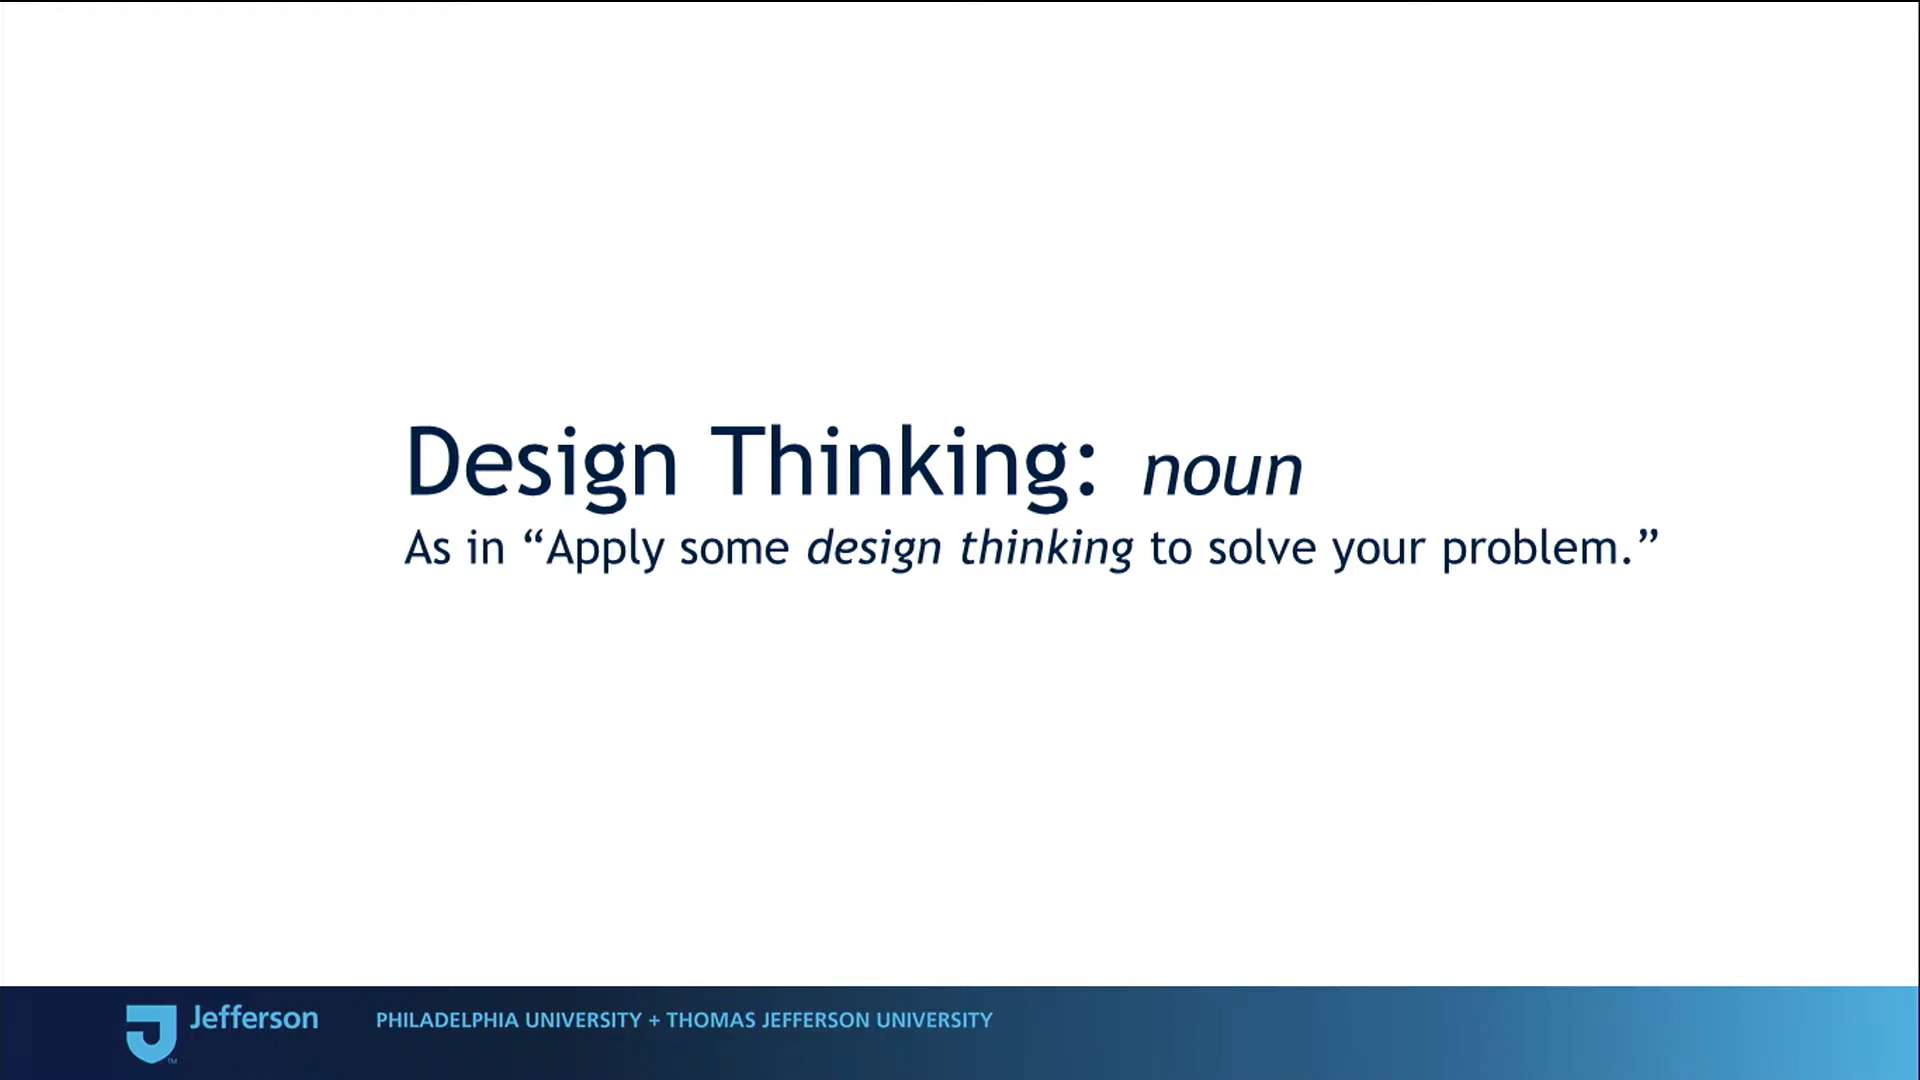 Design Thinking: noun
As in “Apply some design thinking to solve your problem.”
Jefferson
PHILADELPHIA UNIVERSITY + THOMAS JEFFERSON UNIVERSITY
TM